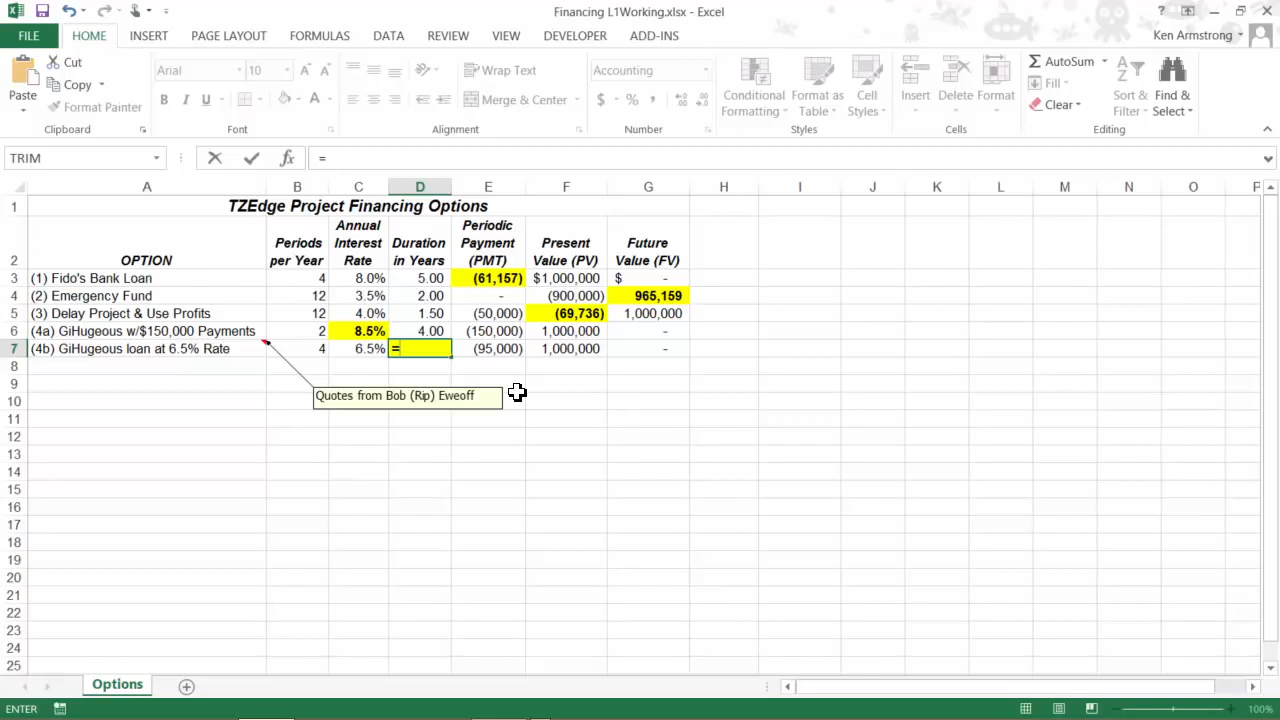 Financing L1Working.xlsx - Excel
?
FILE HOME INSERT PAGE LAYOUT FORMULAS DATA REVIEW VIEW DEVELOPER ADD-INS Ken Armstrong
Cut Arial 10 A A Wrap Text Accounting AutoSum
Paste Copy B I U A Merge & Center $ % , Conditional Formatting Format as Table Cell Styles Insert Delete Format Fill Sort & Filter Find & Select
Format Painter Clear
Clipboard Font Alignment Number Styles Cells Editing
TRIM fx =
A B C D E F G H I J K L M N O P
1 TZEdge Project Financing Options
2 OPTION Periods per Year Annual Interest Rate Duration in Years Periodic Payment (PMT) Present Value (PV) Future Value (FV)
3 (1) Fido's Bank Loan 4 8.0% 5.00 (61,157) $1,000,000 $ -
4 (2) Emergency Fund 12 3.5% 2.00 - (900,000) 965,159
5 (3) Delay Project & Use Profits 12 4.0% 1.50 (50,000) (69,736) 1,000,000
6 (4a) GiHugeous w/$150,000 Payments 2 8.5% 4.00 (150,000) 1,000,000 -
7 (4b) GiHugeous loan at 6.5% Rate 4 6.5% = (95,000) 1,000,000 -
8
9
Quotes from Bob (Rip) Eweoff
10
11
12
13
14
15
16
17
18
19
20
21
22
23
24
25
Options
ENTER 100%